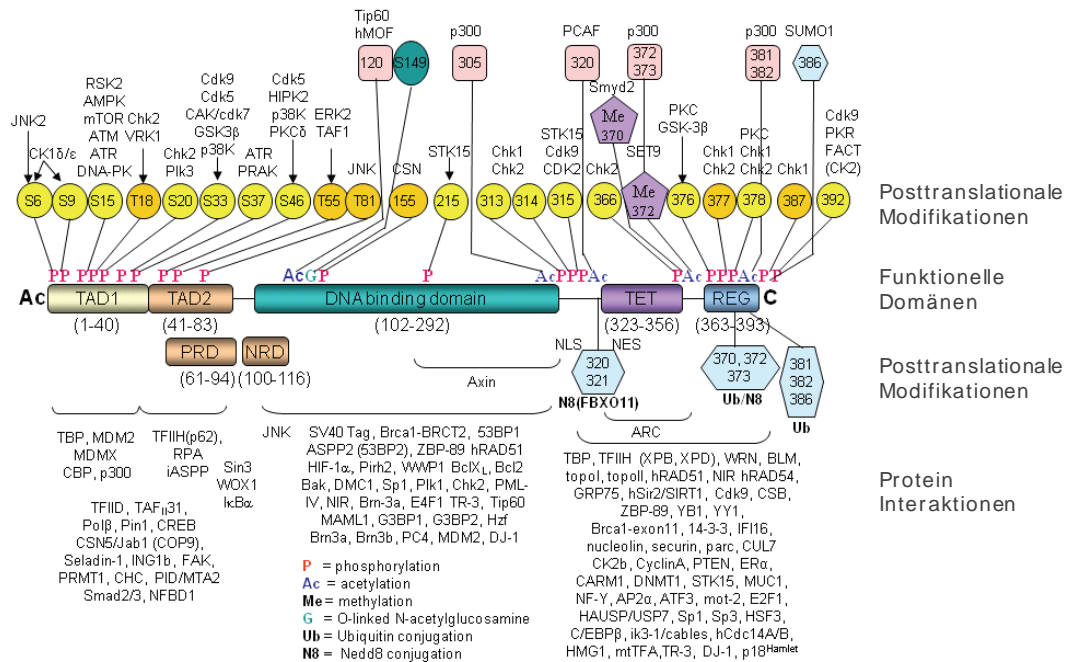 Tip60
hMOF
p300
PCAF
p300
p300
SUMO1
120
S149
305
320
372
373
381
382
386
RSK2
AMPK
mTOR
ATM
ATR
DNA-PK
Chk2
VRK1
Cdk9
Cdk5
CAK/cdk7
GSK3β
p38K
Cdk5
HIPK2
p38K
PKCδ
ERK2
TAF1
Smyd2
Me
370
PKC
GSK-3β
Cdk9
PKR
FACT
(CK2)
JNK2
CK1δ/ε
Chk2
Plk3
ATR
PRAK
JNK
CSN
STK15
Chk1
Chk2
STK15
Cdk9
CDK2
Chk2
SET9
Me
372
Chk1
Chk2
PKC
Chk1
Chk2
Chk1
S6 S9 S15 T18 S20 S33 S37 S46 T55 T81 155 215 313 314 315 366 376 377 378 387 392
Posttranslationale
Modifikationen
PP PPP P P PP P AcGP P AcPPPAc PAc PPPAcPP
Ac TAD1 TAD2 DNA binding domain TET REG C
(1-40) (41-83) (102-292) (323-356) (363-393)
Funktionelle
Domänen
PRD NRD
(61-94) (100-116)
Axin
NLS NES
320
321
N8(FBXO11)
370, 372
373
Ub/N8
381
382
386
Ub
Posttranslationale
Modifikationen
ARC
TBP, MDM2
MDMX
CBP, p300
TFIIH(p62),
RPA
iASPP
Sin3
WOX1
IκBα
TFIID, TAFII31,
Polβ, Pin1, CREB
CSN5/Jab1 (COP9),
Seladin-1, ING1b, FAK,
PRMT1, CHC, PID/MTA2
Smad2/3, NFBD1
JNK
SV40 Tag, Brca1-BRCT2, 53BP1
ASPP2 (53BP2), ZBP-89 hRAD51
HIF-1α, Pirh2, WWP1 BclXL, Bcl2
Bak, DMC1, Sp1, Plk1, Chk2, PML-
IV, NIR, Brn-3a, E4F1 TR-3, Tip60
MAML1, G3BP1, G3BP2, Hzf
Brn3a, Brn3b, PC4, MDM2, DJ-1
P = phosphorylation
Ac = acetylation
Me = methylation
G = O-linked N-acetylglucosamine
Ub = Ubiquitin conjugation
N8 = Nedd8 conjugation
TBP, TFIIH (XPB, XPD), WRN, BLM,
topoI, topoII, hRAD51, NIR hRAD54,
GRP75, hSir2/SIRT1, Cdk9, CSB,
ZBP-89, YB1, YY1,
Brca1-exon11, 14-3-3, IFI16,
nucleolin, securin, parc, CUL7
CK2b, CyclinA, PTEN, ERα,
CARM1, DNMT1, STK15, MUC1,
NF-Y, AP2α, ATF3, mot-2, E2F1,
HAUSP/USP7, Sp1, Sp3, HSF3,
C/EBPβ, ik3-1/cables, hCdc14A/B,
HMG1, mtTFA,TR-3, DJ-1, p18Hamlet
Protein
Interaktionen